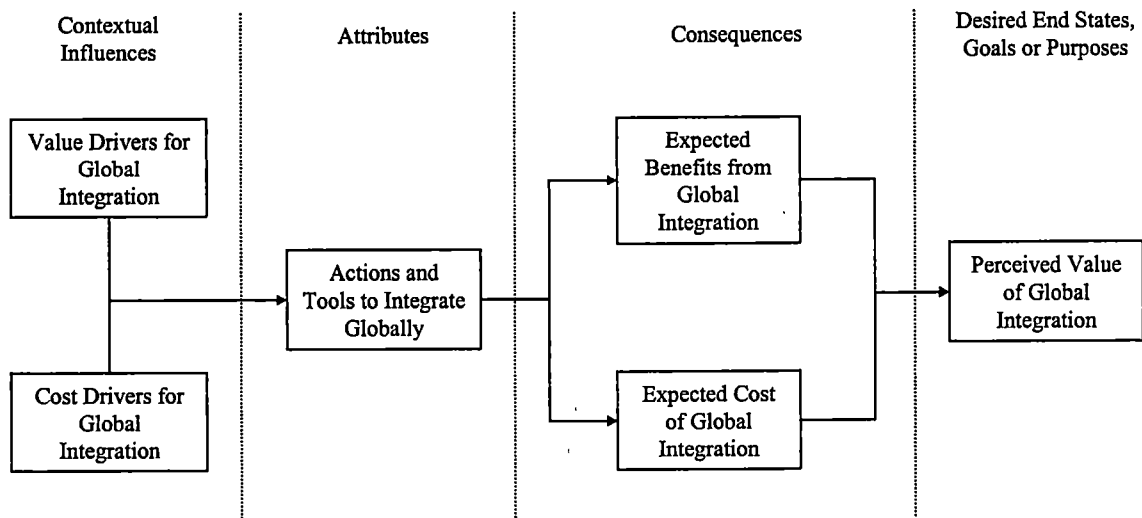 Contextual
Influences
Attributes
Consequences
Desired End States,
Goals or Purposes
Value Drivers for
Global
Integration
Cost Drivers for
Global
Integration
Actions and
Tools to Integrate
Globally
Expected
Benefits from
Global
Integration
Expected Cost
of Global
Integration
Perceived Value
of Global
Integration